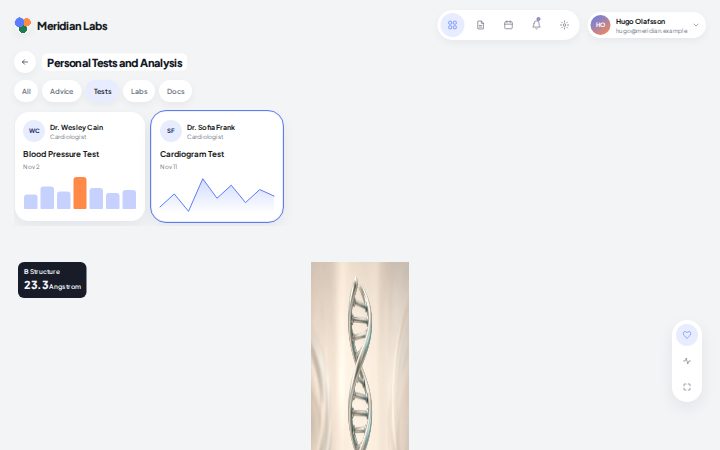 Meridian Labs
HO
Hugo Olafsson
hugo@meridian.example
Personal Tests and Analysis
All
Advice
Tests
Labs
Docs
WC
Dr. Wesley Cain
Cardiologist
Blood Pressure Test
Nov 2
SF
Dr. Sofia Frank
Cardiologist
Cardiogram Test
Nov 11
B Structure
23.3 Angstrom